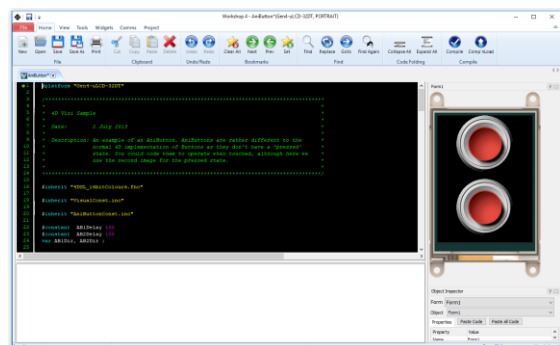 Workshop 4 - AniButton*(Gen4-uLCD-32DT, PORTRAIT)
File Home View Tools Widgets Comms Project
New Open Save Save As Print Cut Copy Paste Delete Undo Redo Clear All Next Prev Set Find Replace Goto Find Again Collapse All Expand All Compile Comp'nLoad
File Clipboard Undo/Redo Bookmarks Find Code Folding Compile
AniButton*
Form1
1 #platform "Gen4-uLCD-32DT"
* 4D Visi Sample
* Date: 2 July 2013
* Description: An example of an AniButton. AniButtons are rather different to the
* normal 4D implementation of Buttons as they don't have a 'pressed'
* state. You could code them to operate when touched, although here we
* use the second image for the pressed state.
#inherit "4DGL_16bitColours.fnc"
#inherit "VisualConst.inc"
#inherit "AniButtonConst.inc"
#constant AB1Delay
#constant AB2Delay
var AB1Dir, AB2Dir ;
Object Inspector
Form Form1
Object Form1
Properties Paste Code Paste all Code
Property Value
Name Form1